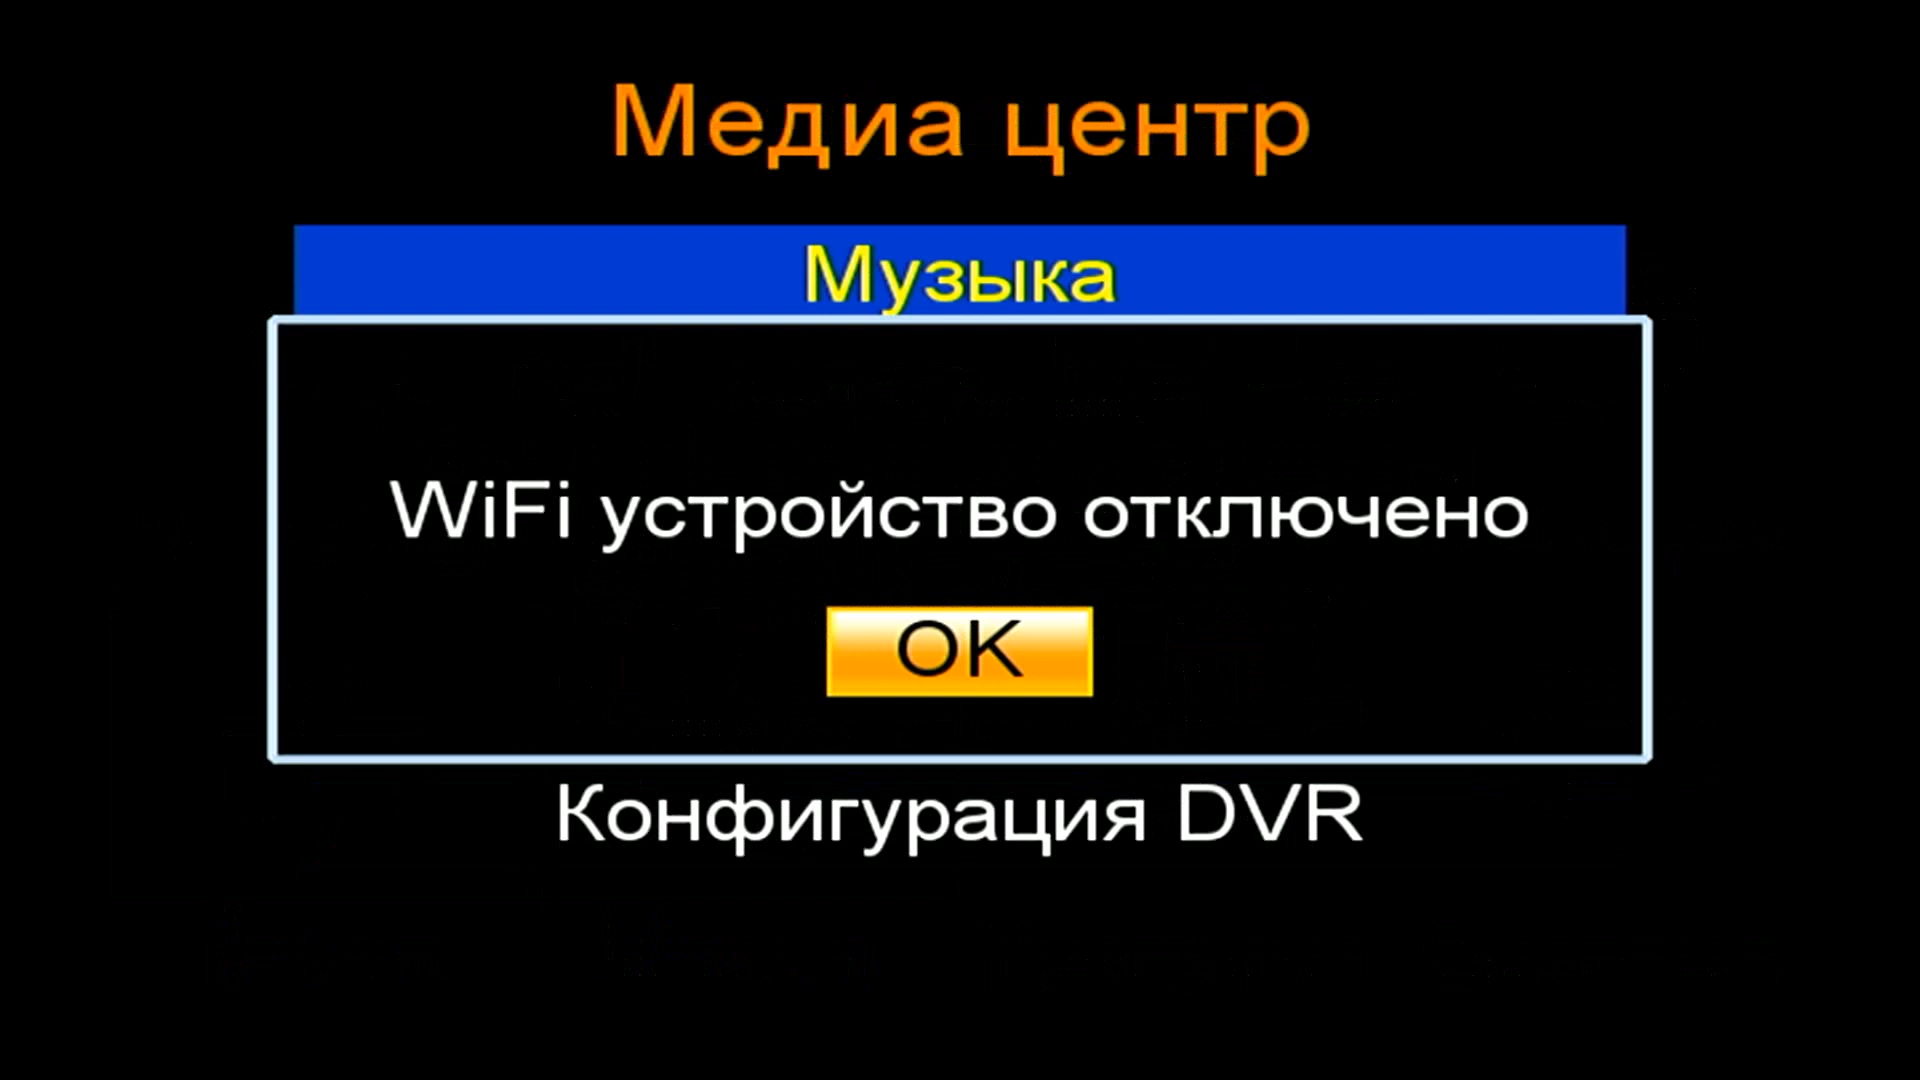 Медиа центр
Музыка
WiFi устройство отключено
OK
Конфигурация DVR